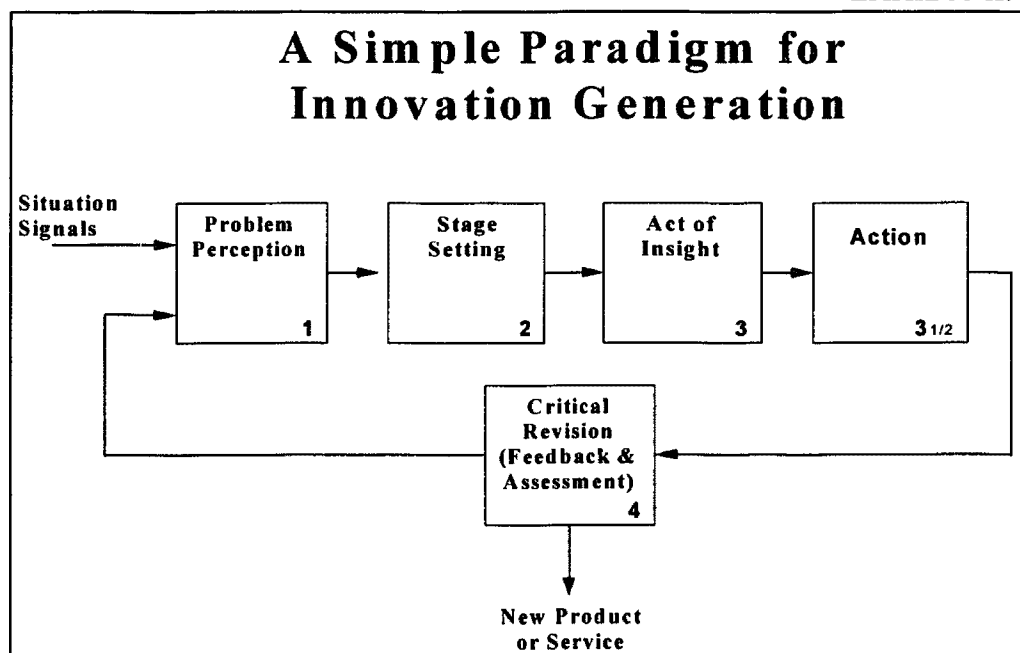 A Simple Paradigm for
Innovation Generation
Situation
Signals
Problem
Perception
1
Stage
Setting
2
Act of
Insight
3
Action
3 1/2
Critical
Revision
(Feedback &
Assessment)
4
New Product
or Service